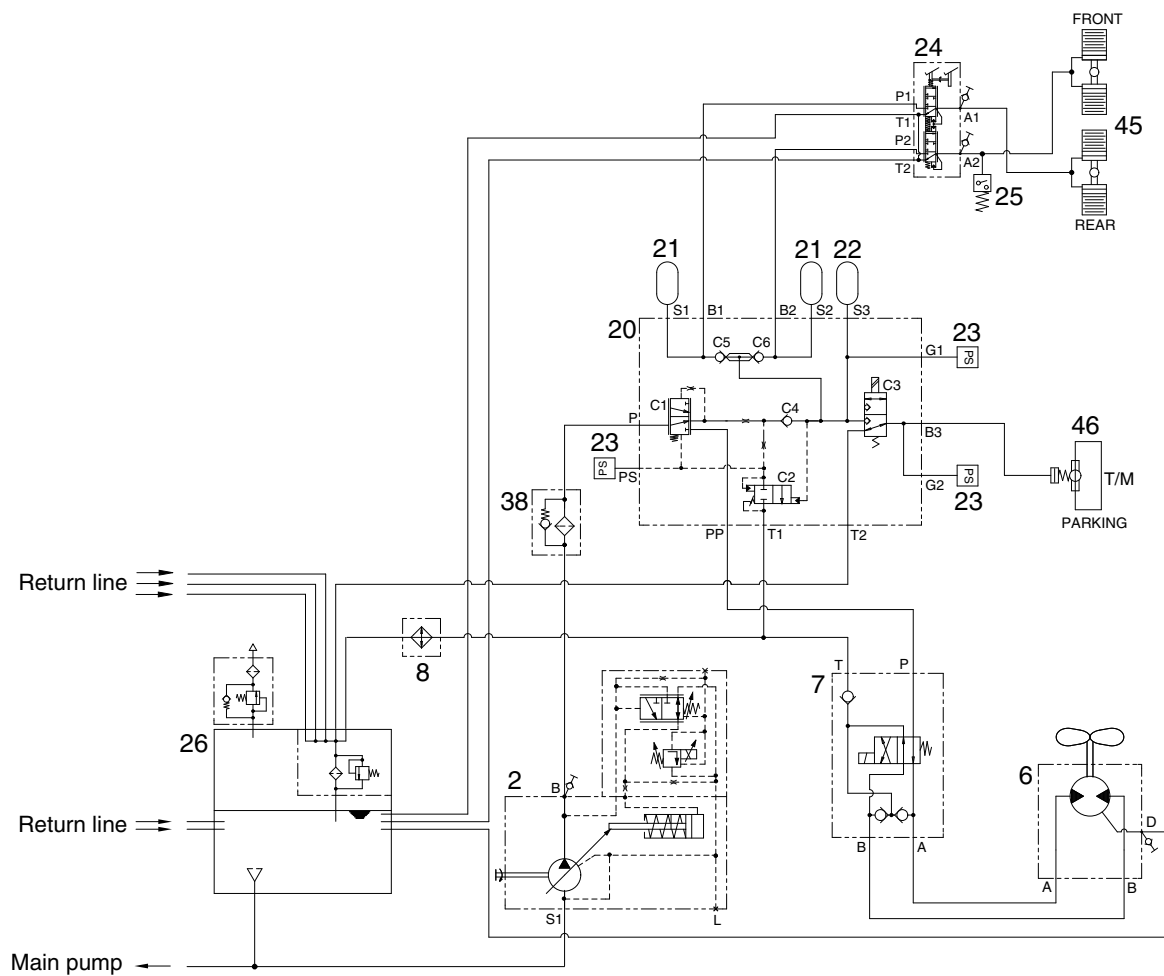 FRONT
24
P1
T1
A1
P2
45
A2
T2
25
REAR
21
21
22
S1
B1
B2
S2
S3
20
23
C5
C6
G1
PS
C3
C1
P
C4
46
B3
23
PS
PS
C2
T/M
PS
G2
38
23
PARKING
PP
T1
T2
Return line
8
T
P
7
26
2
6
B
Return line
D
B
A
A
B
S1
L
Main pump